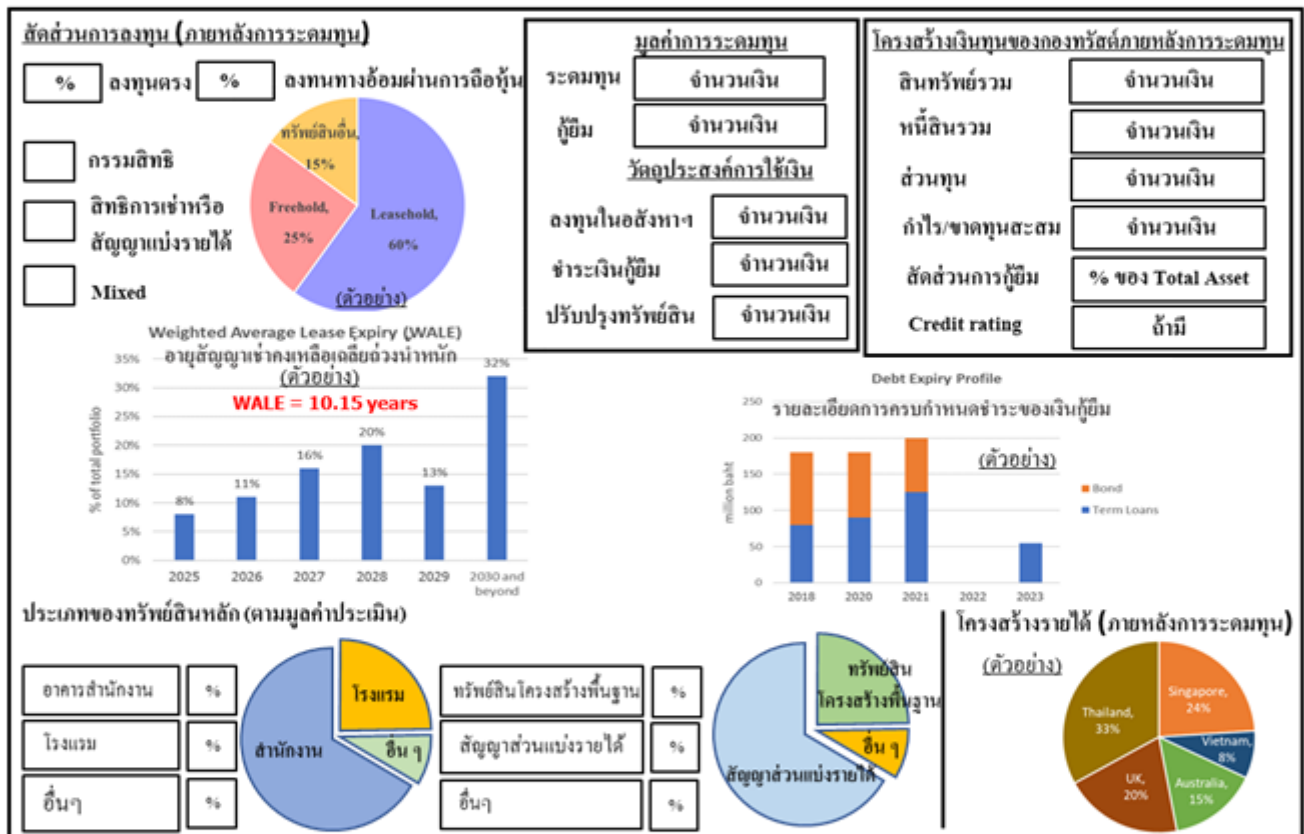 สัดส่วนการลงทุน (ภายหลังการระดมทุน)
% ลงทุนตรง % ลงทนทางอ้อมผ่านการถือหุ้น
กรรมสิทธิ
สิทธิการเช่าหรือ
สัญญาแบ่งรายได้
Mixed
ทรัพย์สินอื่น,
15%
Freehold,
25%
Leasehold,
60%
(ตัวอย่าง)
มูลค่าการระดมทุน
ระดมทุน จำนวนเงิน
กู้ยืม จำนวนเงิน
วัตถุประสงค์การใช้เงิน
ลงทุนในอสังหาฯ จำนวนเงิน
ชำระเงินกู้ยืม จำนวนเงิน
ปรับปรุงทรัพย์สิน จำนวนเงิน
โครงสร้างเงินทุนของกองทรัสต์ภายหลังการระดมทุน
สินทรัพย์รวม จำนวนเงิน
หนี้สินรวม จำนวนเงิน
ส่วนทุน จำนวนเงิน
กำไร/ขาดทุนสะสม จำนวนเงิน
สัดส่วนการกู้ยืม % ของ Total Asset
Credit rating ถ้ามี
Weighted Average Lease Expiry (WALE)
อายุสัญญาเช่าคงเหลือเฉลี่ยถ่วงน้ำหนัก
(ตัวอย่าง)
WALE = 10.15 years
% of total portfolio
35%
30%
25%
20%
15%
10%
5%
0%
8%
11%
16%
20%
13%
32%
2025 2026 2027 2028 2029 2030 and
beyond
Debt Expiry Profile
รายละเอียดการครบกำหนดชำระของเงินกู้ยืม
(ตัวอย่าง)
million baht
250
200
150
100
50
0
2018 2020 2021 2022 2023
Bond
Term Loans
ประเภทของทรัพย์สินหลัก (ตามมูลค่าประเมิน)
อาคารสำนักงาน %
โรงแรม %
อื่นๆ %
โรงแรม
อื่น ๆ
สำนักงาน
ทรัพย์สินโครงสร้างพื้นฐาน %
สัญญาส่วนแบ่งรายได้ %
อื่นๆ %
ทรัพย์สิน
โครงสร้างพื้นฐาน
อื่น ๆ
สัญญาส่วนแบ่งรายได้
โครงสร้างรายได้ (ภายหลังการระดมทุน)
(ตัวอย่าง)
Singapore,
24%
Vietnam,
8%
Australia,
15%
UK,
20%
Thailand,
33%